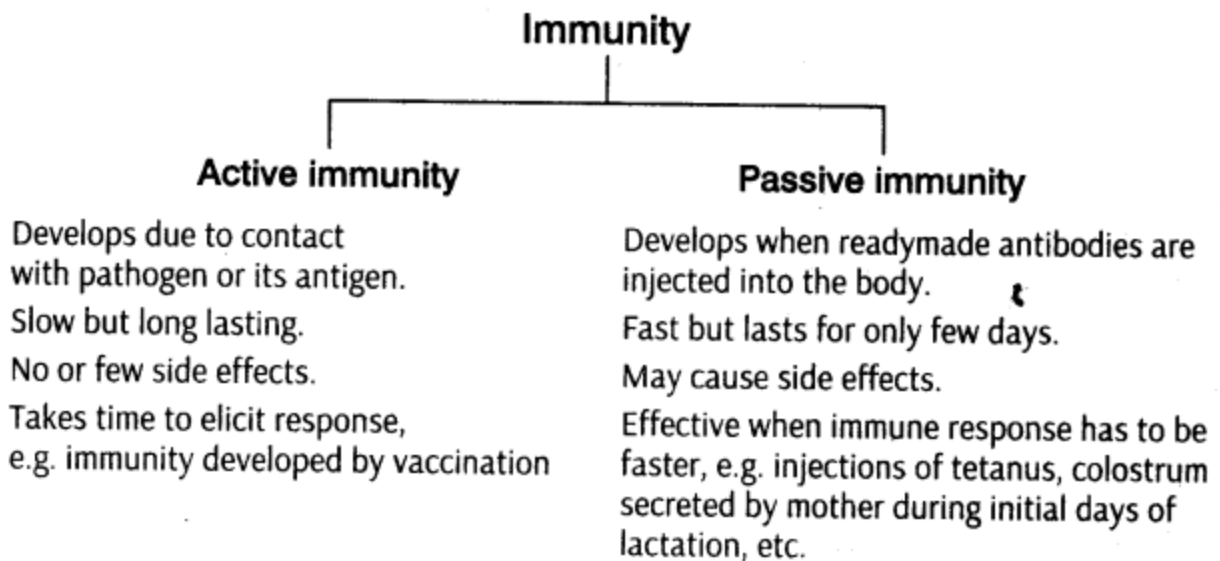 Immunity
Active immunity
Develops due to contact
with pathogen or its antigen.
Slow but long lasting.
No or few side effects.
Takes time to elicit response,
e.g. immunity developed by vaccination
Passive immunity
Develops when readymade antibodies are
injected into the body.
Fast but lasts for only few days.
May cause side effects.
Effective when immune response has to be
faster, e.g. injections of tetanus, colostrum
secreted by mother during initial days of
lactation, etc.